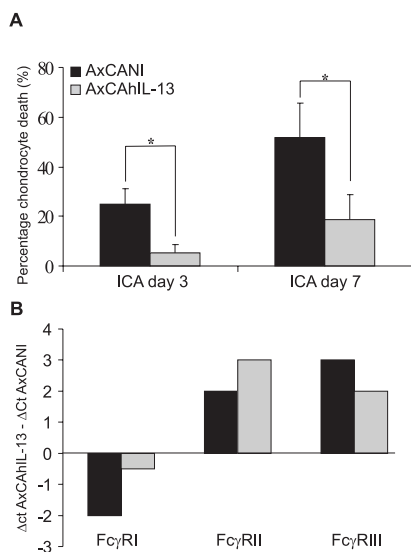 A
Percentage chondrocyte death (%)
80
60
40
20
0
AxCANI
AxCAhIL-13
*
*
ICA day 3
ICA day 7
B
Δct AxCAhIL-13 - ΔCt AxCANI
4
3
2
1
0
-1
-2
-3
FcγRI
FcγRII
FcγRIII